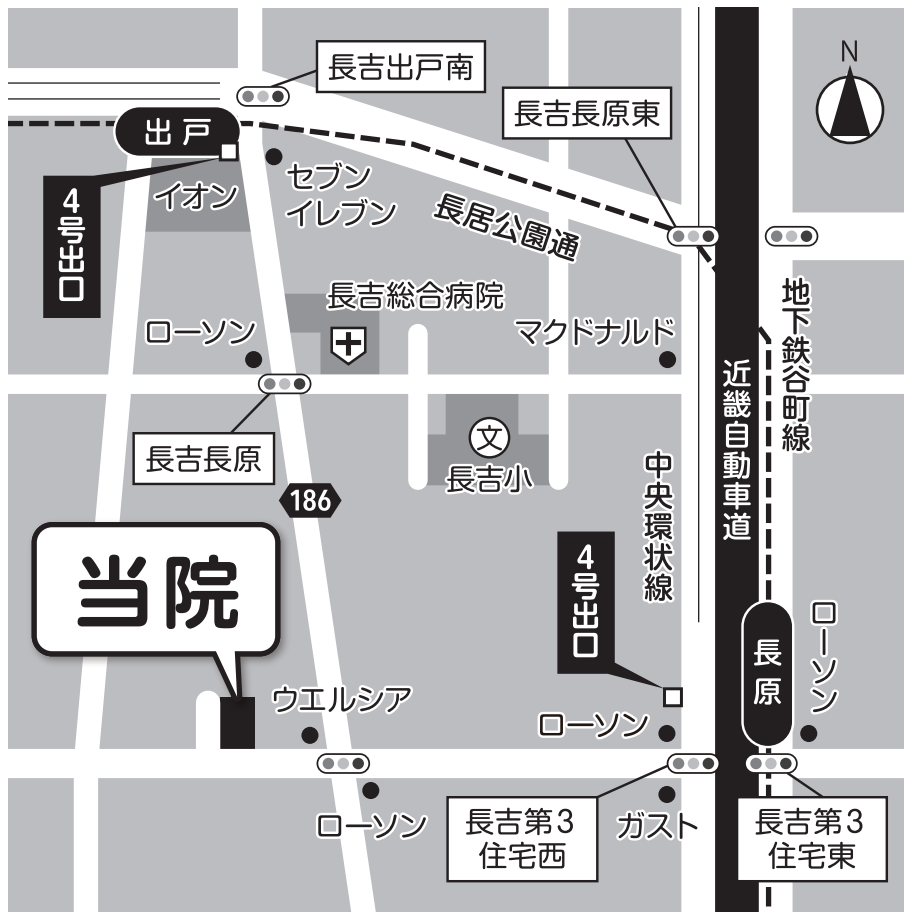 N
長吉出戸南
長吉長原東
出戸
セブン
イレブン
イオン
4号出口
長居公園通
長吉総合病院
ローソン
マクドナルド
地下鉄谷町線
近畿自動車道
長吉長原
文
長吉小
中央環状線
186
当院
4号出口
長原
ローソン
ウエルシア
ローソン
ローソン
長吉第3
住宅西
ガスト
長吉第3
住宅東